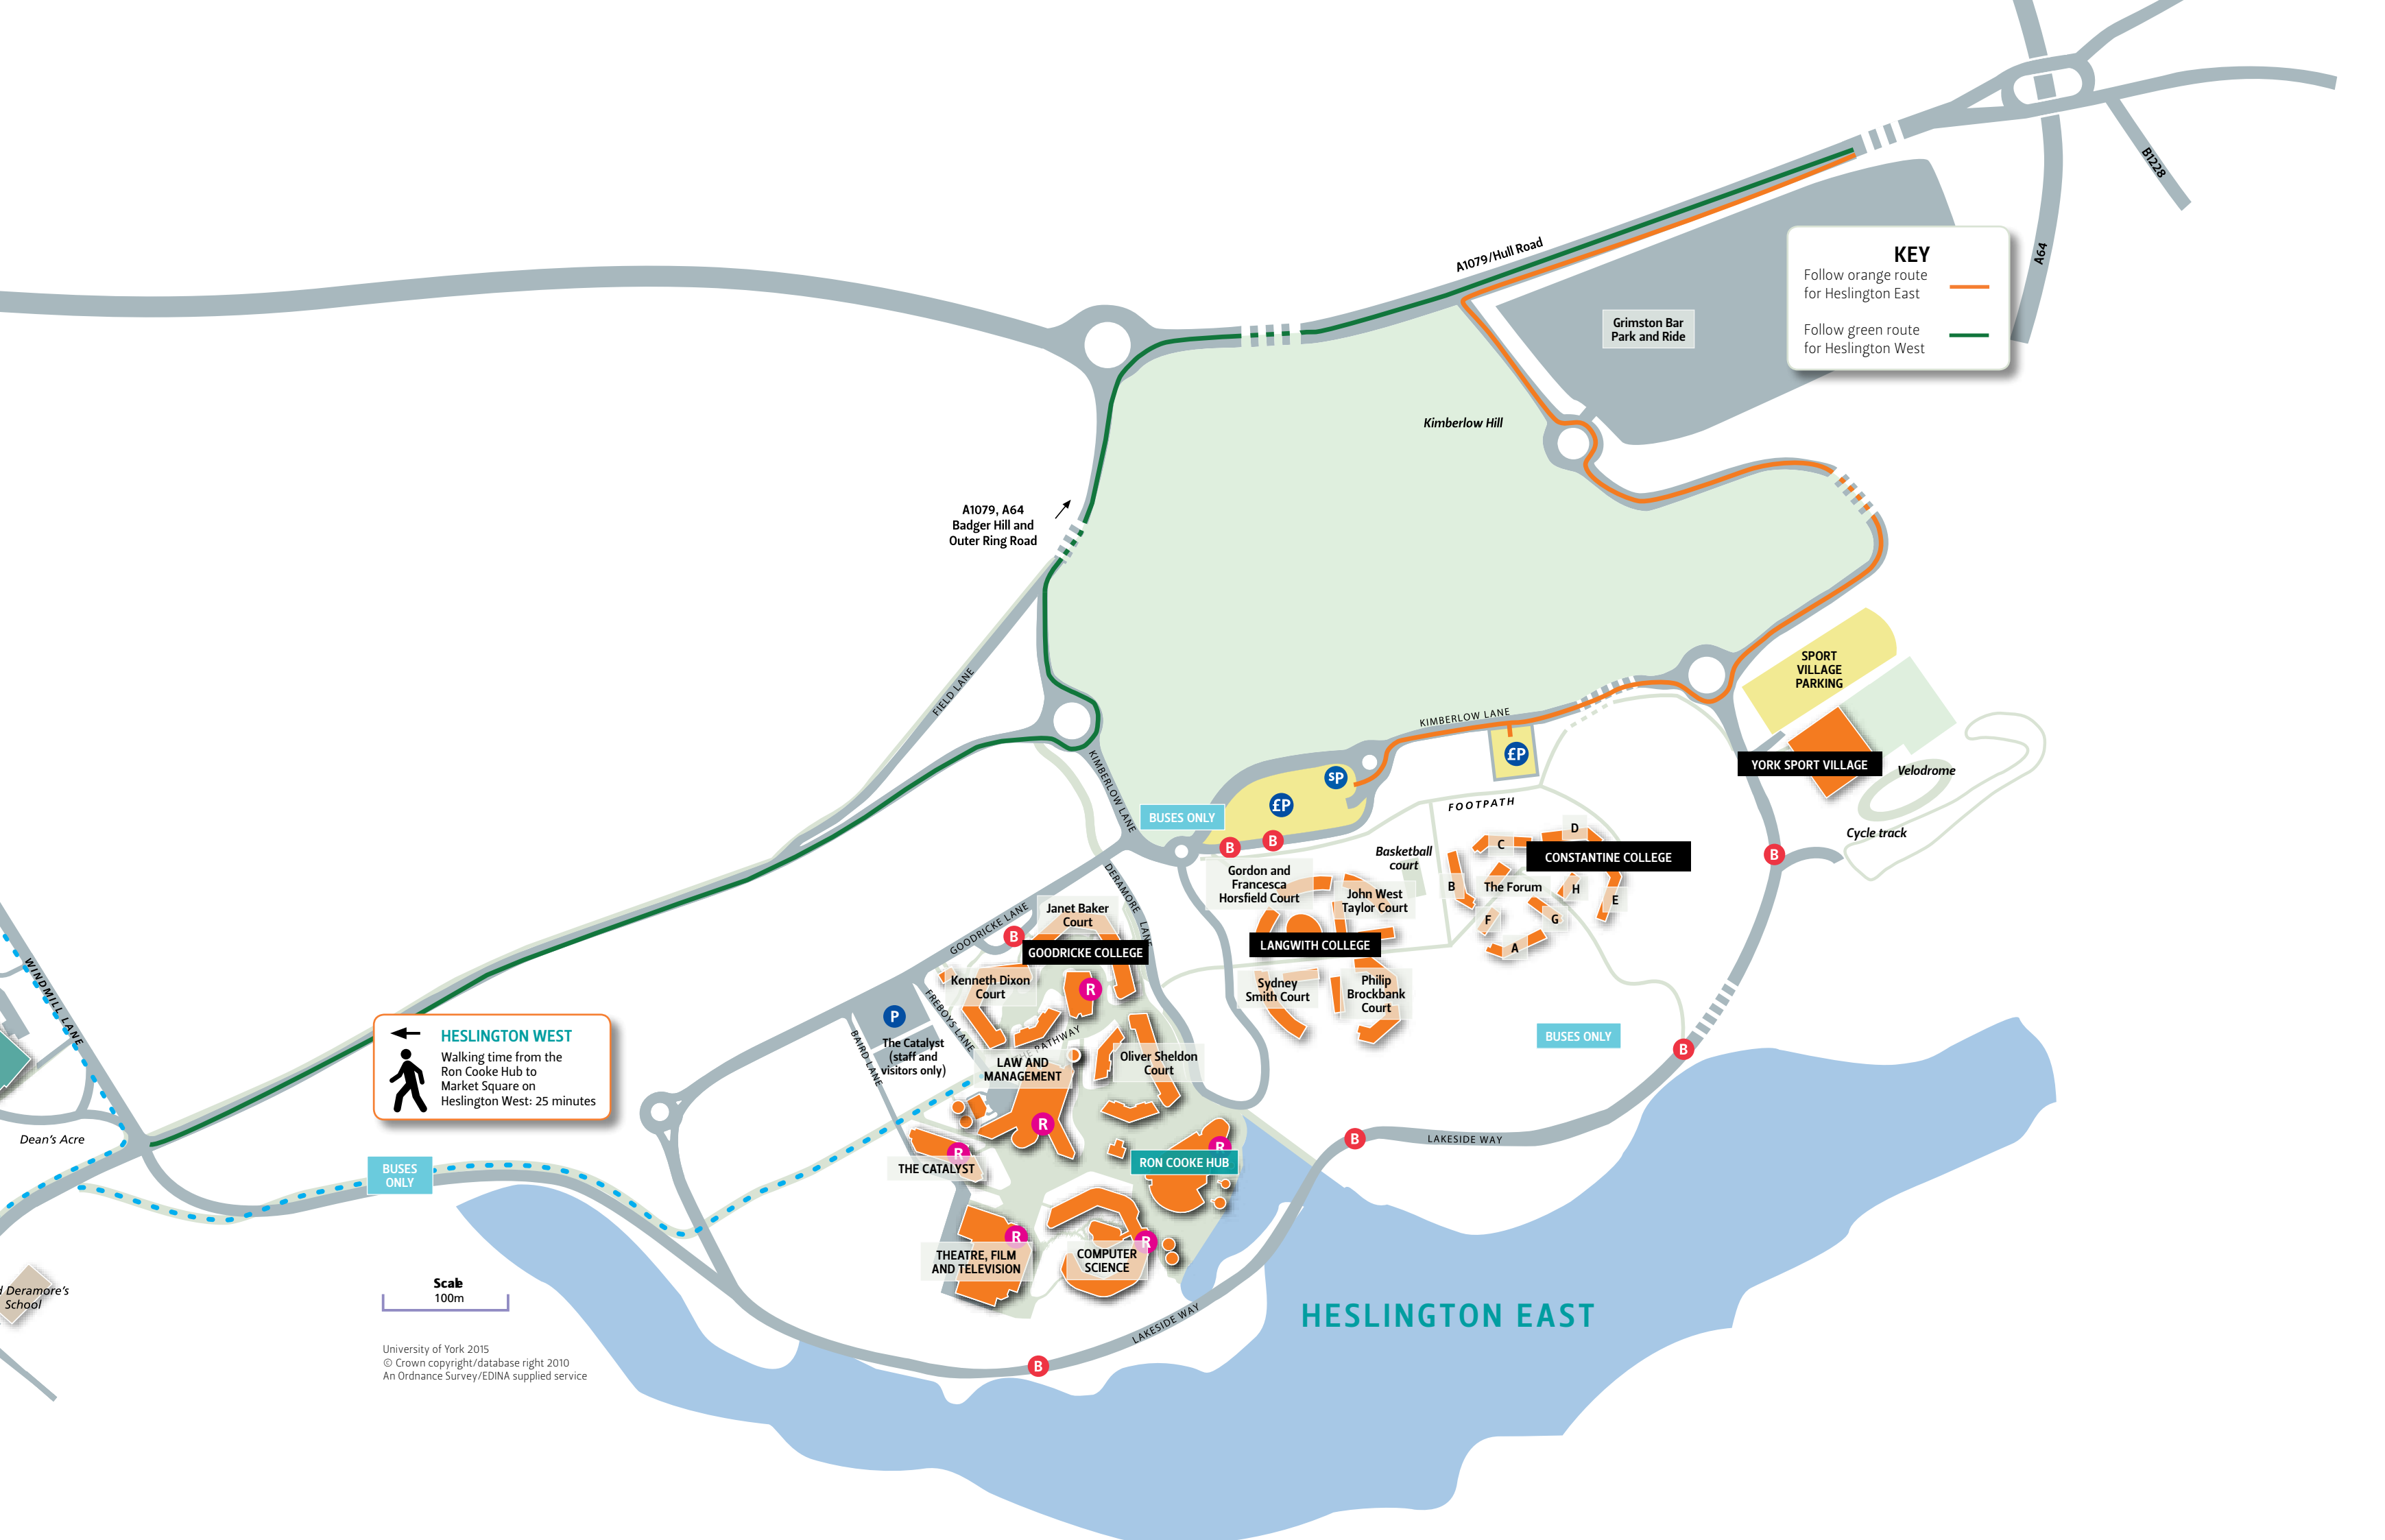 B1228
A64
KEY
Follow orange route
for Heslington East
Follow green route
for Heslington West
A1079/Hull Road
Grimston Bar
Park and Ride
Kimberlow Hill
A1079, A64
Badger Hill and
Outer Ring Road
FIELD LANE
SPORT
VILLAGE
PARKING
KIMBERLOW LANE
£P
YORK SPORT VILLAGE
Velodrome
Cycle track
KIMBERLOW LANE
SP
£P
BUSES ONLY
FOOTPATH
B
B
B
Basketball
court
C
D
CONSTANTINE COLLEGE
B
The Forum
H
E
F
G
A
Gordon and
Francesca
Horsfield Court
John West
Taylor Court
LANGWITH COLLEGE
Sydney
Smith Court
Philip
Brockbank
Court
DERAMORE LANE
GOODRICKE LANE
Janet Baker
Court
B
GOODRICKE COLLEGE
Kenneth Dixon
Court
R
FREBOYS LANE
BAIRD LANE
P
The Catalyst
(staff and
visitors only)
PATHWAY
LAW AND
MANAGEMENT
Oliver Sheldon
Court
R
R
THE CATALYST
R
RON COOKE HUB
R
THEATRE, FILM
AND TELEVISION
R
COMPUTER
SCIENCE
BUSES ONLY
B
B
LAKESIDE WAY
LAKESIDE WAY
B
HESLINGTON EAST
WINDMILL LANE
HESLINGTON WEST
Walking time from the
Ron Cooke Hub to
Market Square on
Heslington West: 25 minutes
Dean's Acre
BUSES
ONLY
Deramore's
School
Scale
100m
University of York 2015
© Crown copyright/database right 2010
An Ordnance Survey/EDINA supplied service